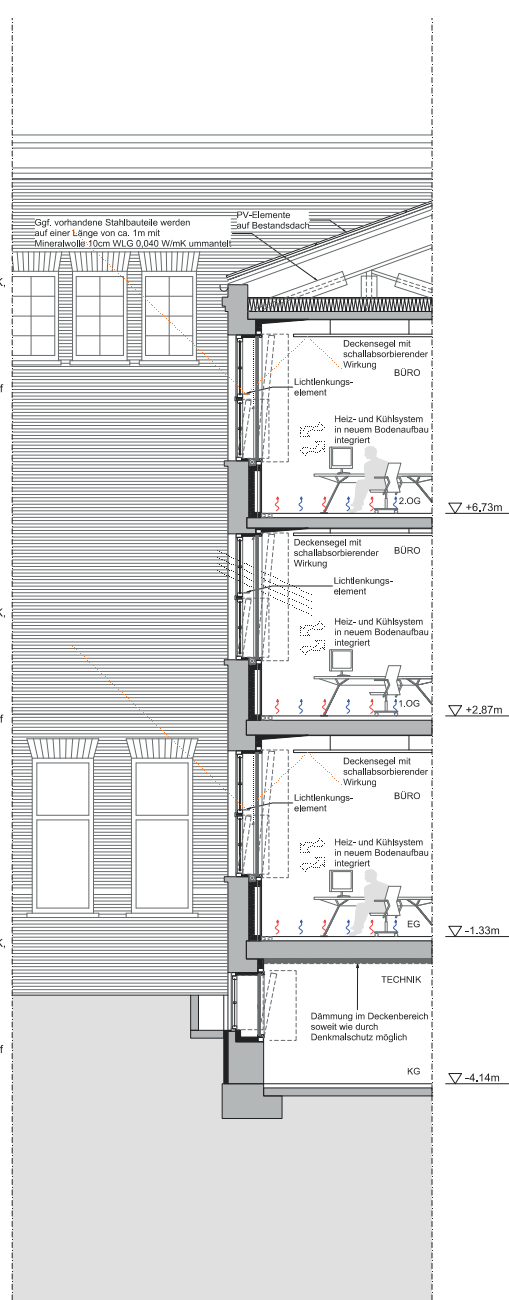 PV-Elemente
auf Bestandsdach
Ggf. vorhandene Stahlbauteile werden
auf einer Länge von ca. 1m mit
Mineralwolle 10cm WLG 0,040 W/mK ummantelt
K,
Deckensegel mit
schallabsorbierender
Wirkung
BÜRO
f
Lichtlenkungs-
element
Heiz- und Kühlsystem
in neuem Bodenaufbau
integriert
2.OG
+6.73m
Deckensegel mit
schallabsorbierender
Wirkung
BÜRO
Lichtlenkungs-
element
K,
Heiz- und Kühlsystem
in neuem Bodenaufbau
integriert
1.OG
+2.87m
f
Deckensegel mit
schallabsorbierender
Wirkung
BÜRO
Lichtlenkungs-
element
Heiz- und Kühlsystem
in neuem Bodenaufbau
integriert
EG
-1.33m
K,
TECHNIK
Dämmung im Deckenbereich
soweit wie durch
Denkmalschutz möglich
f
KG
-4.14m